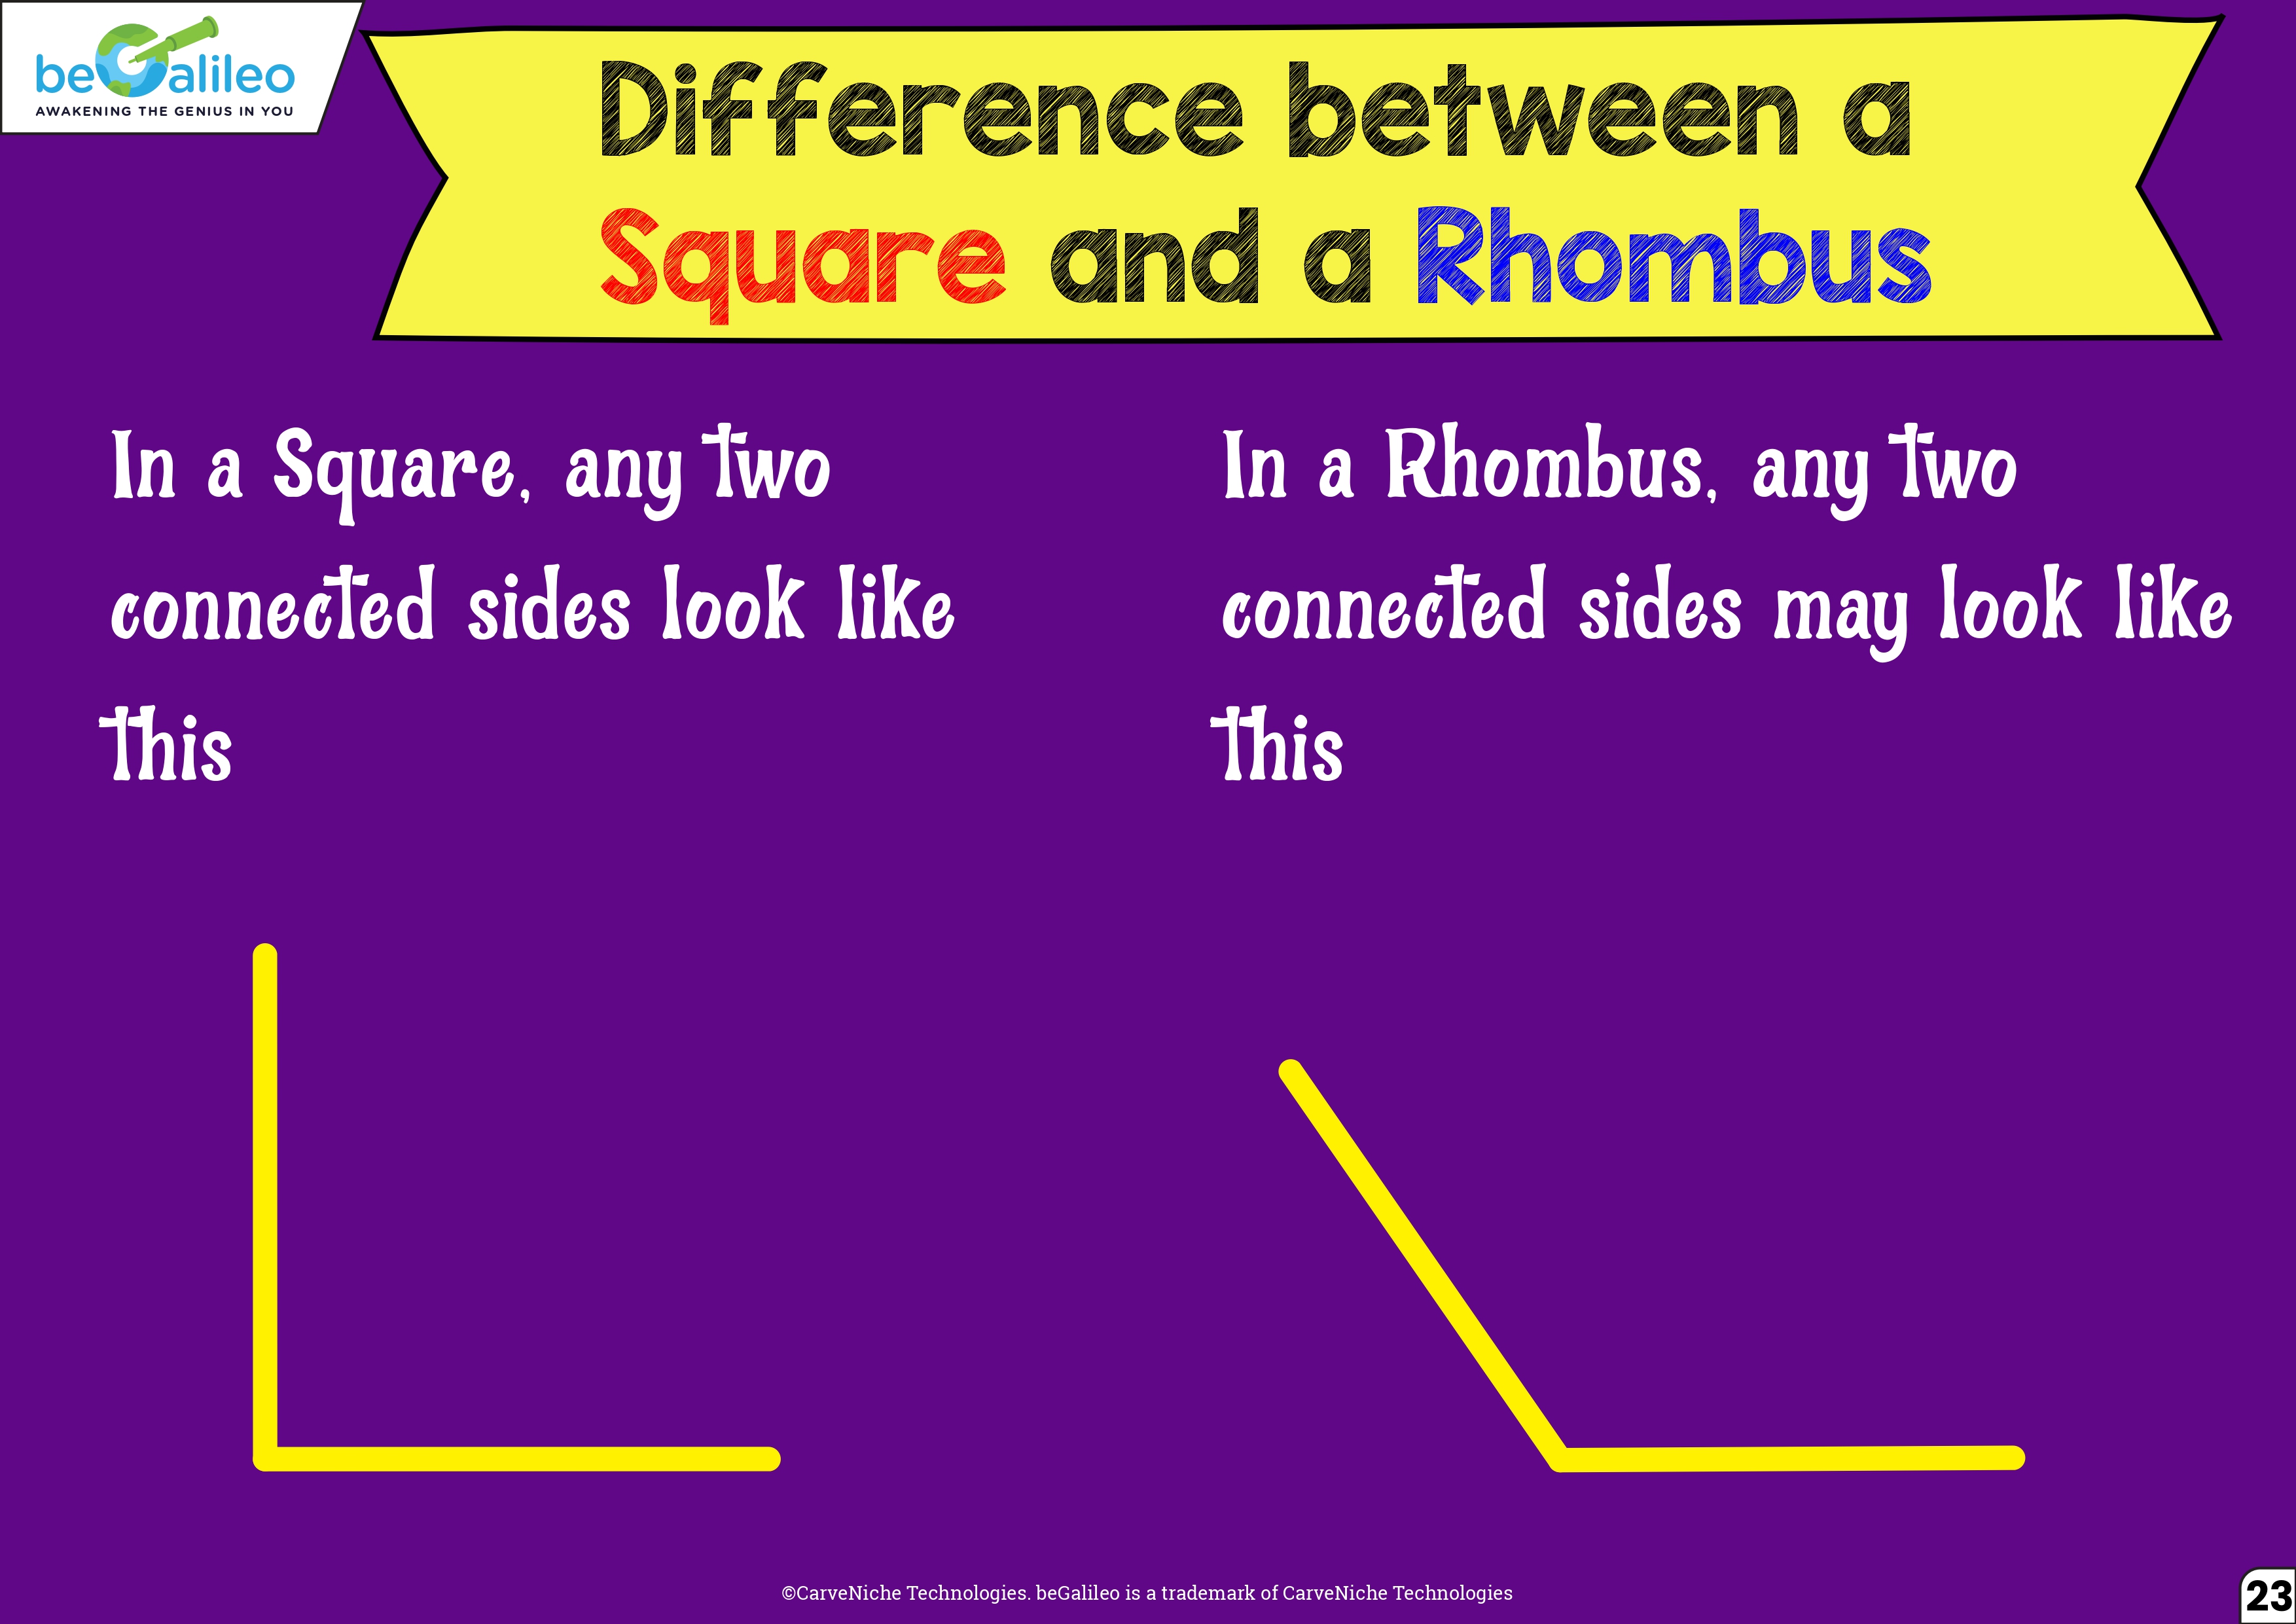 beGalileo
AWAKENING THE GENIUS IN YOU
Difference between a
Square and a Rhombus
In a Square, any two
connected sides look like
this
In a Rhombus, any two
connected sides may look like
this
©CarveNiche Technologies. beGalileo is a trademark of CarveNiche Technologies
23